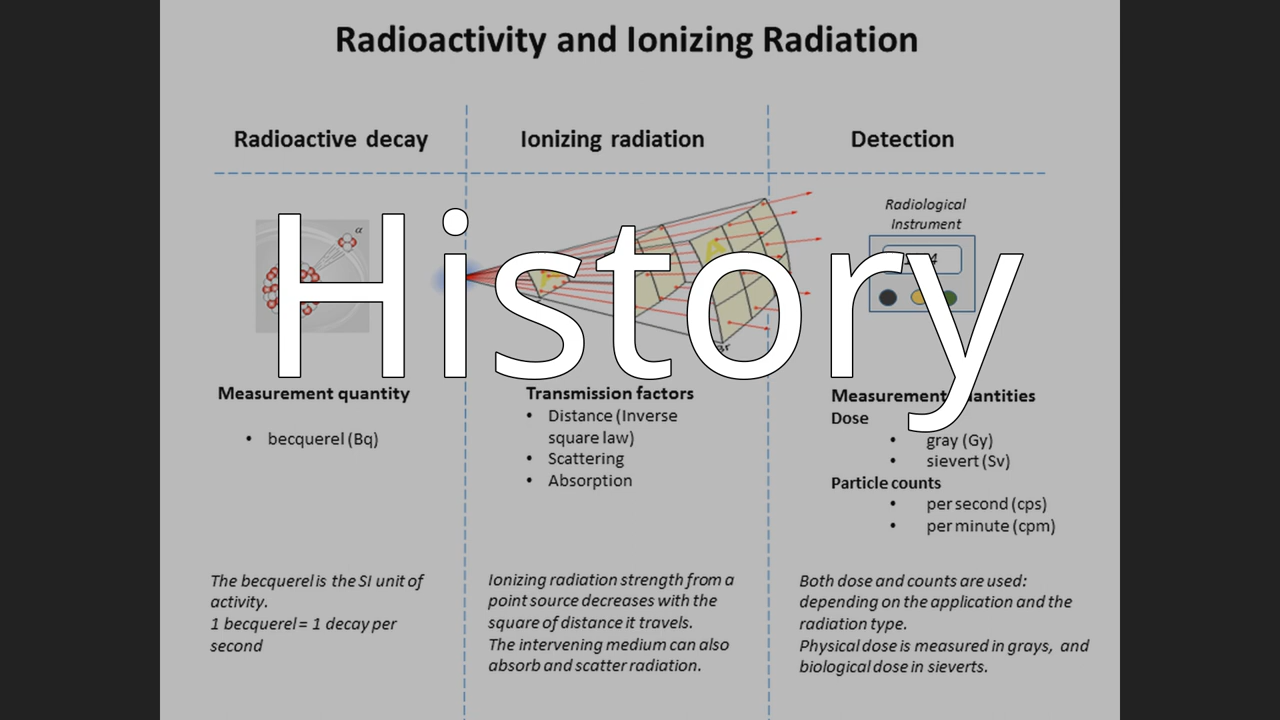 Radioactivity and Ionizing Radiation
Radioactive decay
Ionizing radiation
Detection
History
α
A
Radiological
Instrument
4
Measurement quantity
• becquerel (Bq)
Transmission factors
• Distance (Inverse
square law)
• Scattering
• Absorption
Measurement
Dose
• gray (Gy)
• sievert (Sv)
Particle counts
• per second (cps)
• per minute (cpm)
The becquerel is the SI unit of
activity.
1 becquerel = 1 decay per
second
Ionizing radiation strength from a
point source decreases with the
square of distance it travels.
The intervening medium can also
absorb and scatter radiation.
Both dose and counts are used:
depending on the application and the
radiation type.
Physical dose is measured in grays, and
biological dose in sieverts.